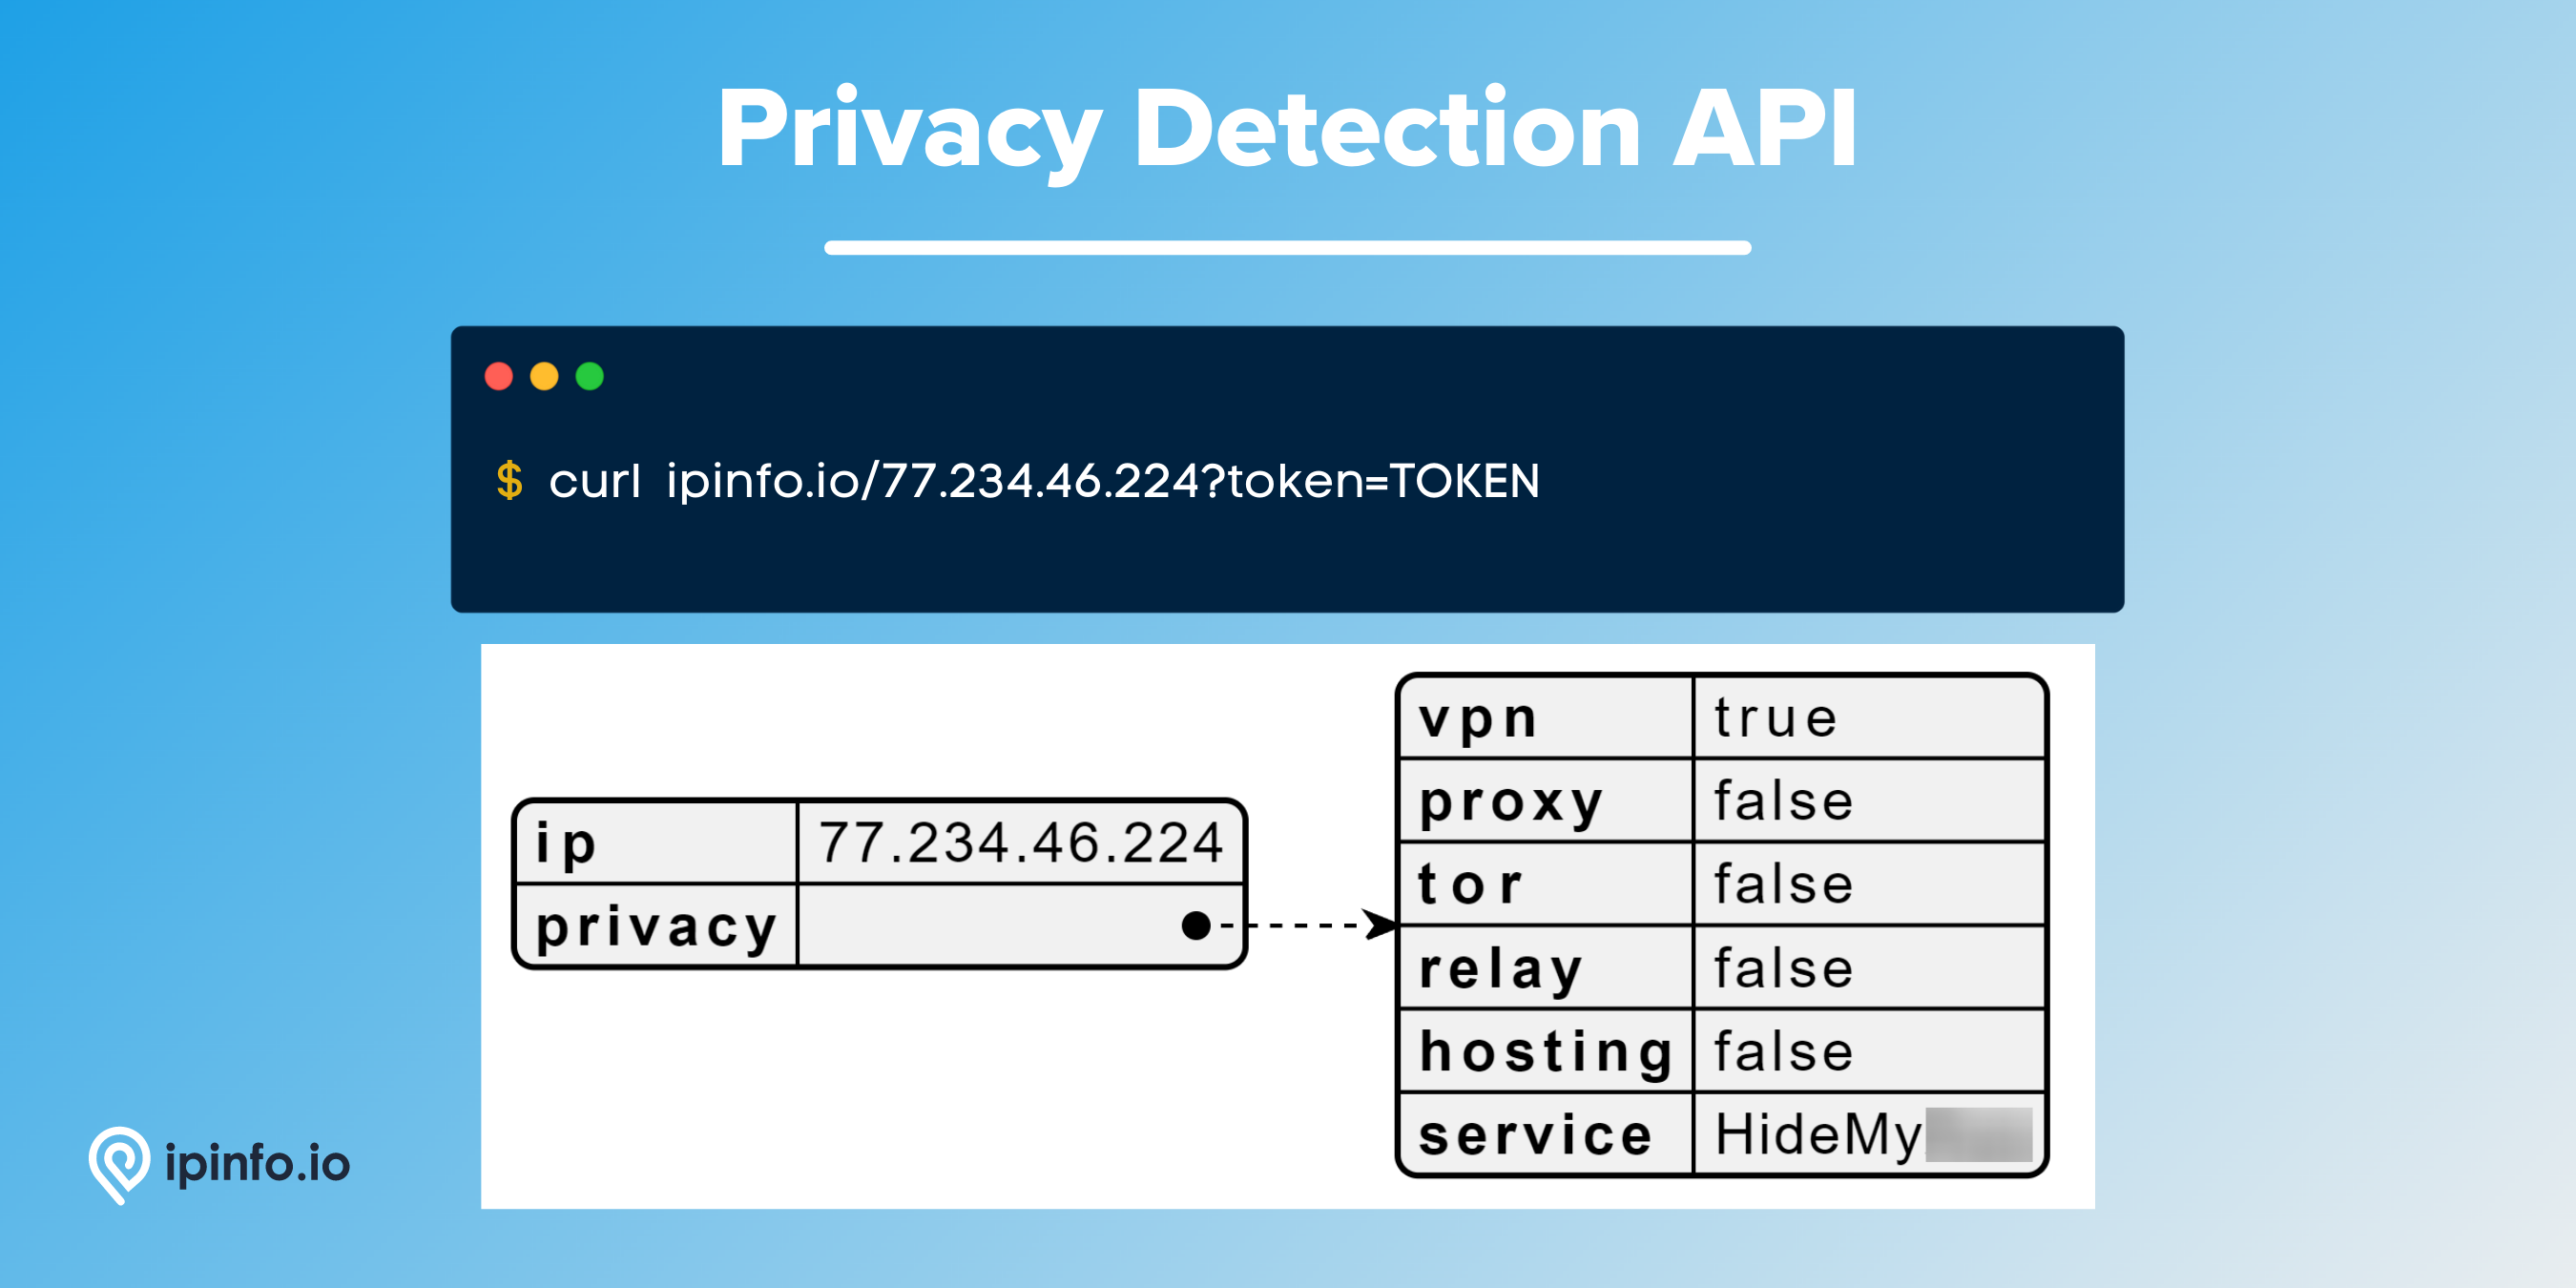 Privacy Detection API
$ curl ipinfo.io/77.234.46.224?token=TOKEN
ip 77.234.46.224
privacy
vpn true
proxy false
tor false
relay false
hosting false
service HideMy
ipinfo.io